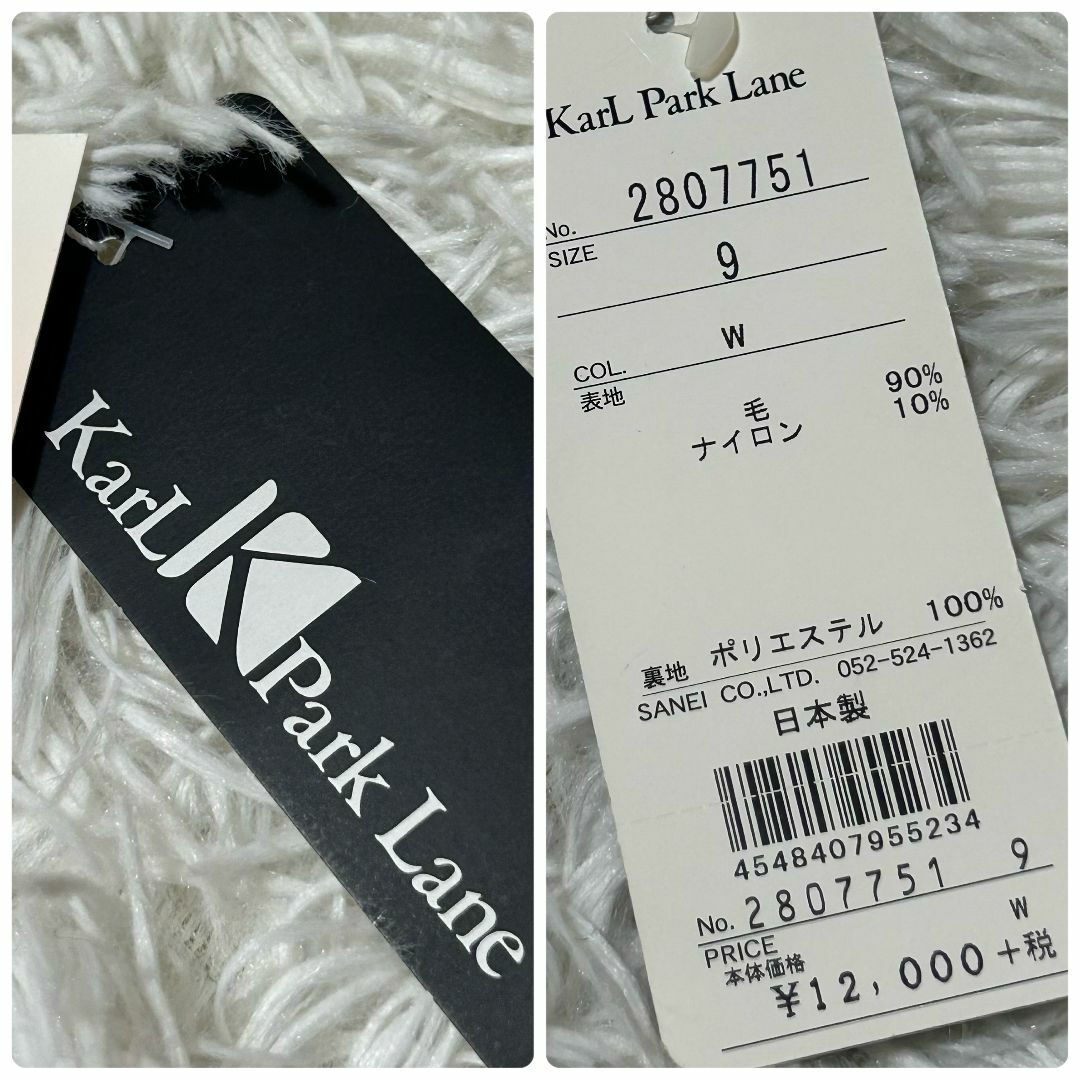 KarL K Park Lane
KarL Park Lane
No. 2807751
SIZE 9
COL. W
表地 毛 90%
ナイロン 10%
裏地 ポリエステル 100%
SANEI CO.,LTD. 052-524-1362
日本製
4548407955234
No. 2807751 9
PRICE W
本体価格
¥12,000+税